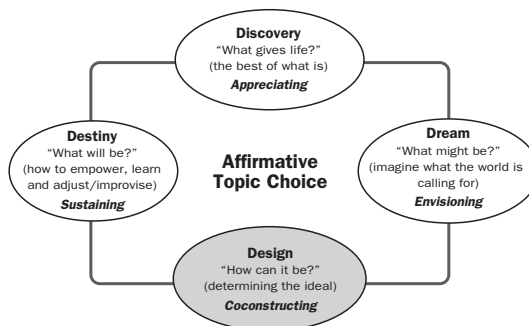 Discovery
“What gives life?”
(the best of what is)
Appreciating
Destiny
“What will be?”
(how to empower, learn
and adjust/improvise)
Sustaining
Affirmative
Topic Choice
Dream
“What might be?”
(imagine what the world is
calling for)
Envisioning
Design
“How can it be?”
(determining the ideal)
Coconstructing